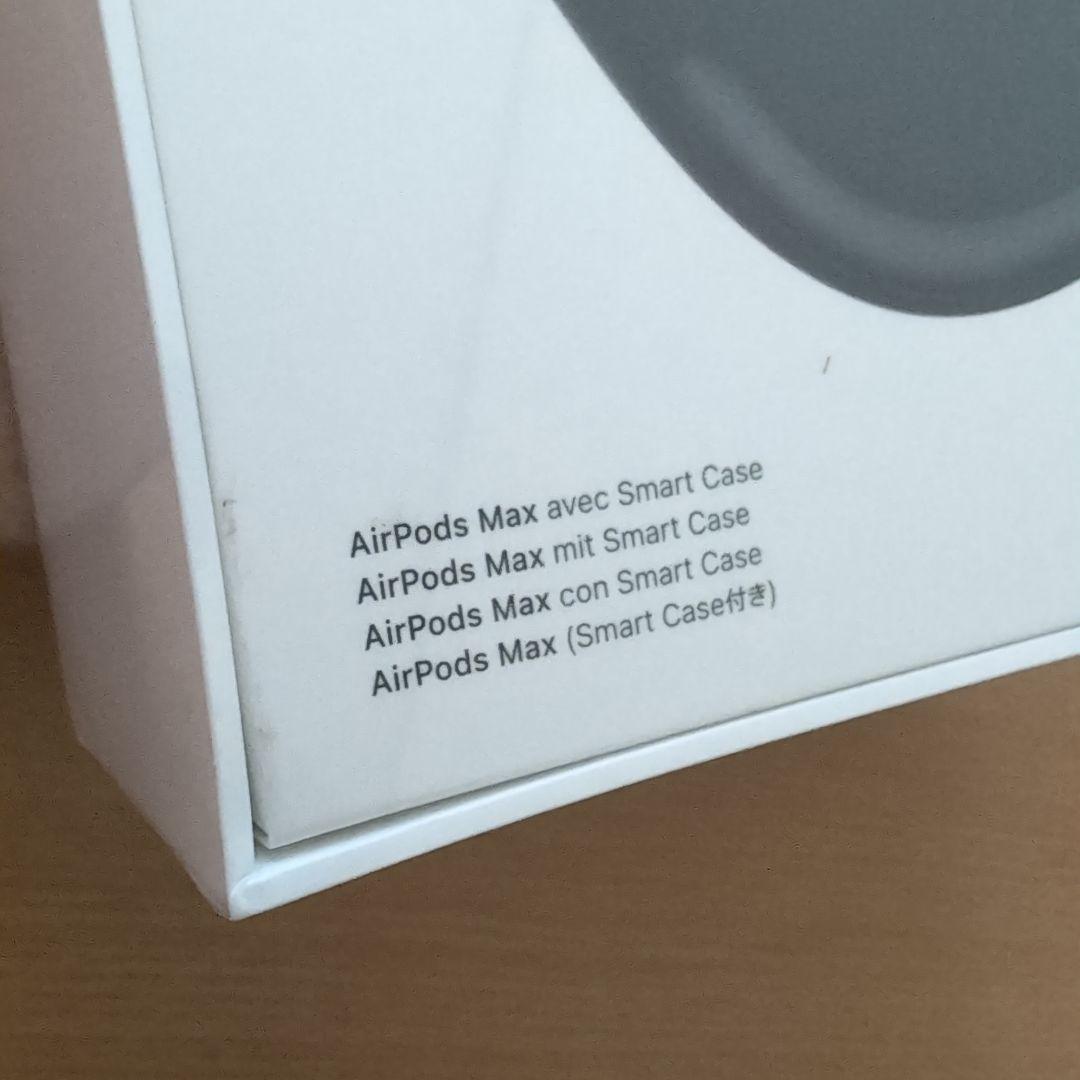 AirPods Max avec Smart Case
AirPods Max mit Smart Case
AirPods Max con Smart Case
AirPods Max (Smart Case付き)